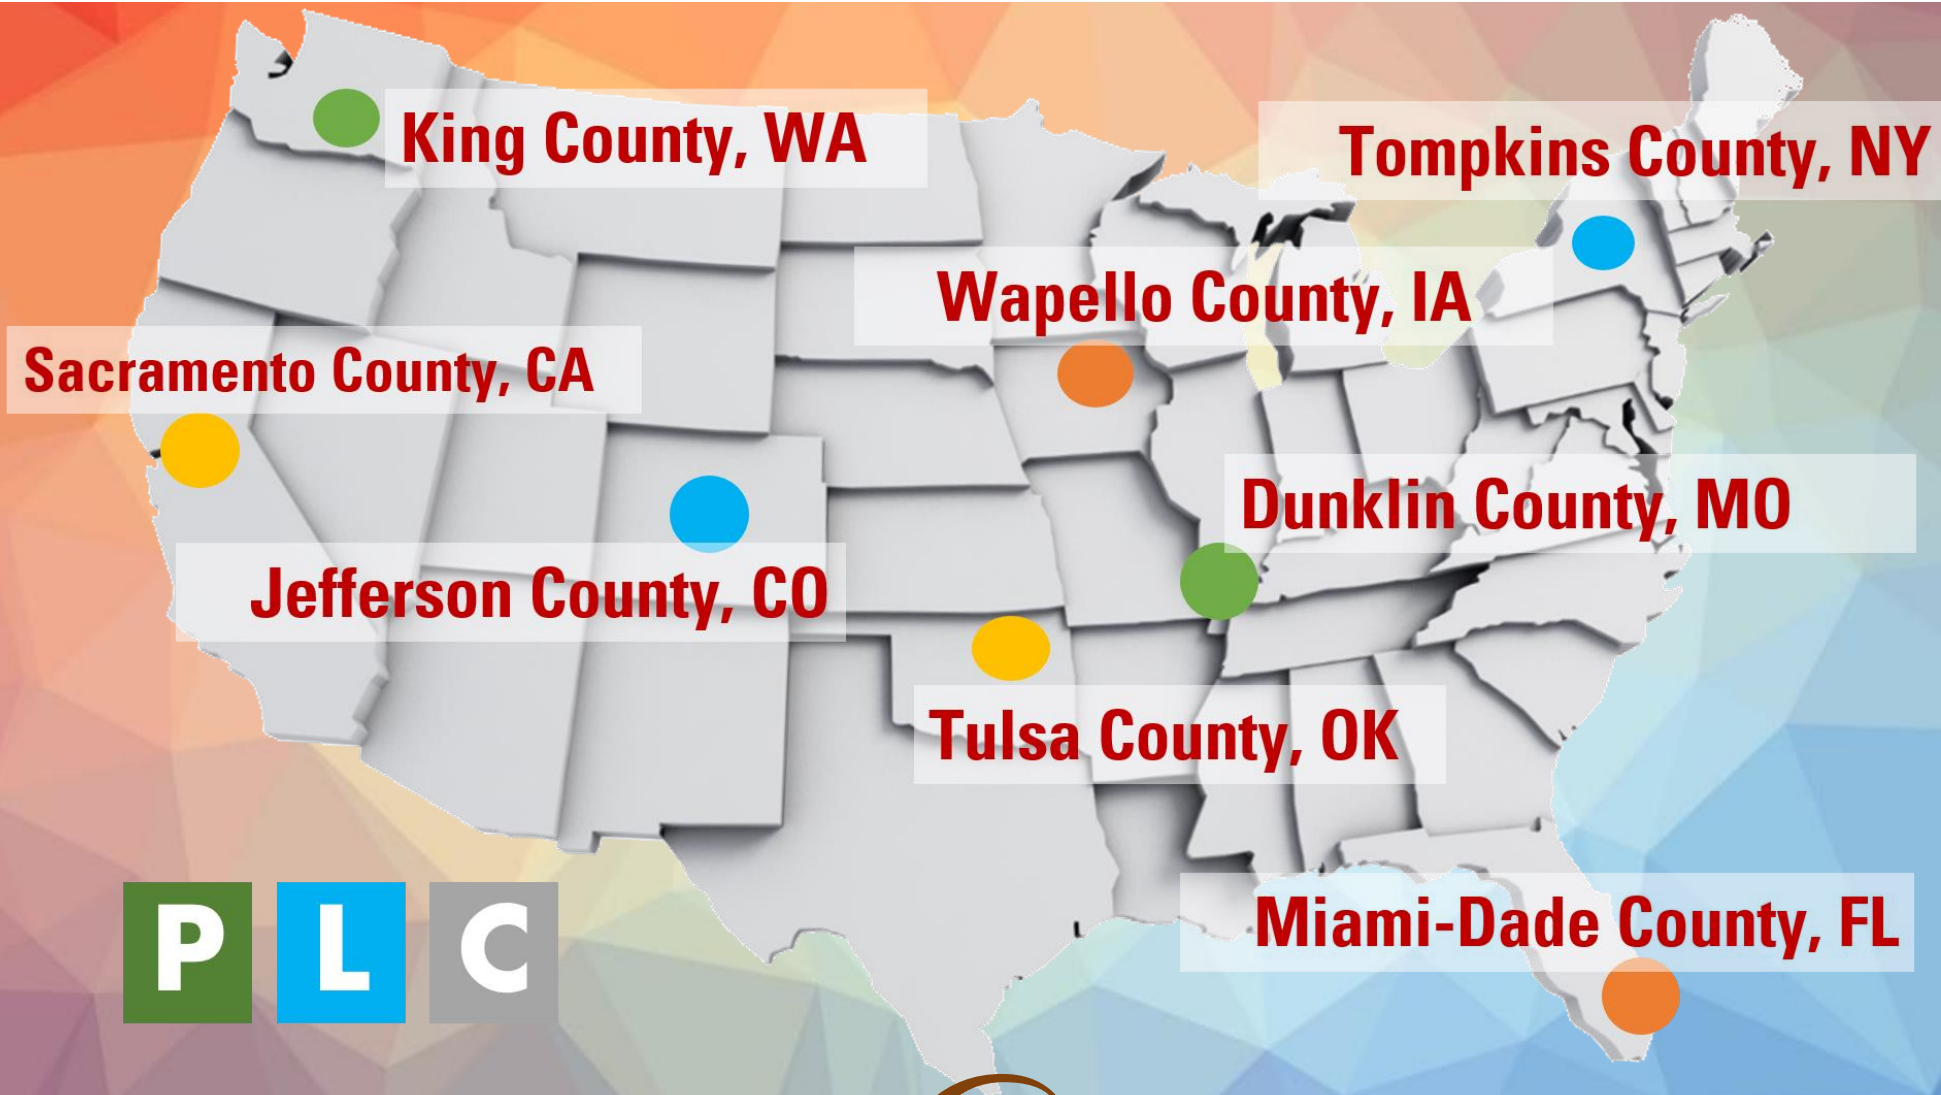 King County, WA
Tompkins County, NY
Wapello County, IA
Sacramento County, CA
Dunklin County, MO
Jefferson County, CO
Tulsa County, OK
Miami-Dade County, FL
P L C